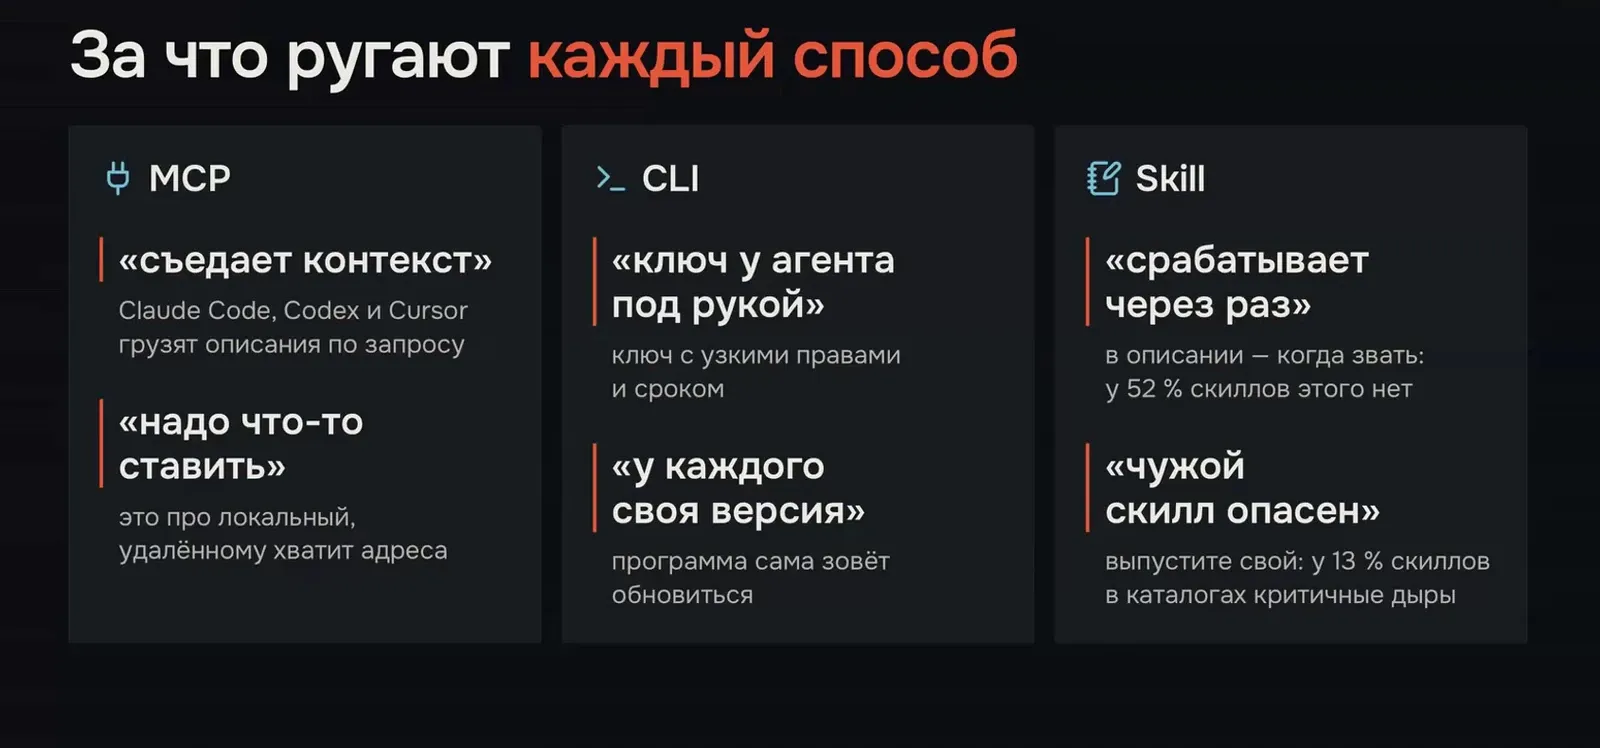 За что ругают каждый способ
MCP
«съедает контекст»
Claude Code, Codex и Cursor
грузят описания по запросу
«надо что-то
ставить»
это про локальный,
удалённому хватит адреса
CLI
«ключ у агента
под рукой»
ключ с узкими правами
и сроком
«у каждого
своя версия»
программа сама зовёт
обновиться
Skill
«срабатывает
через раз»
в описании — когда звать:
у 52 % скиллов этого нет
«чужой
скилл опасен»
выпустите свой: у 13 % скиллов
в каталогах критичные дыры